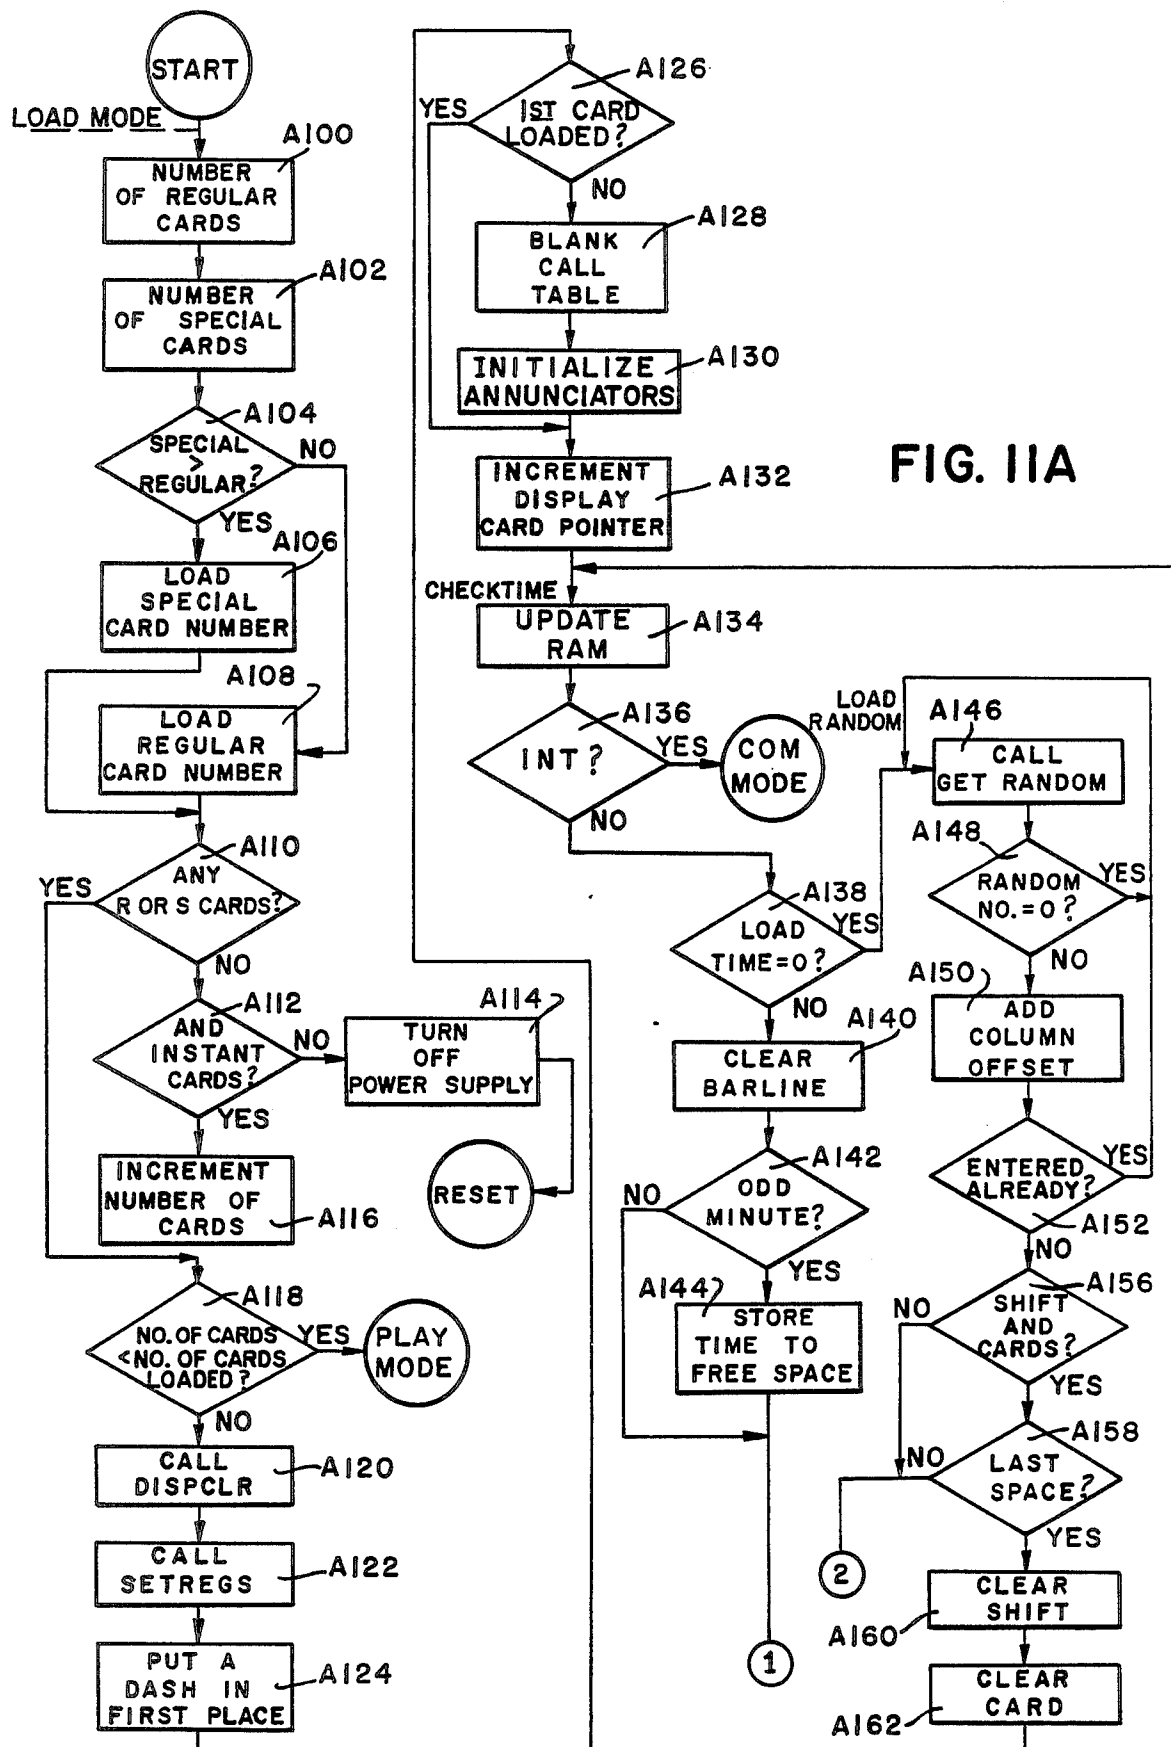 START
LOAD MODE
A100
NUMBER
OF REGULAR
CARDS
A102
NUMBER
OF SPECIAL
CARDS
A104
SPECIAL
>
REGULAR?
NO
YES
A106
LOAD
SPECIAL
CARD NUMBER
A108
LOAD
REGULAR
CARD NUMBER
A110
YES
ANY
R OR S CARDS?
NO
A112
AND
INSTANT
CARDS?
NO
YES
A114
TURN
OFF
POWER SUPPLY
RESET
INCREMENT
NUMBER OF
CARDS
A116
A118
NO. OF CARDS
<NO. OF CARDS
LOADED?
YES
PLAY
MODE
NO
CALL
DISPCLR
A120
CALL
SETREGS
A122
PUT A
DASH IN
FIRST PLACE
A124
A126
YES
1ST CARD
LOADED?
NO
A128
BLANK
CALL
TABLE
A130
INITIALIZE
ANNUNCIATORS
FIG. 11A
INCREMENT
DISPLAY
CARD POINTER
A132
CHECKTIME
UPDATE
RAM
A134
A136
INT?
YES
COM
MODE
NO
A138
LOAD
TIME=0?
YES
NO
A140
CLEAR
BARLINE
A142
NO
ODD
MINUTE?
YES
A144
STORE
TIME TO
FREE SPACE
1
LOAD
RANDOM
A146
CALL
GET RANDOM
A148
RANDOM
NO.=0?
YES
NO
A150
ADD
COLUMN
OFFSET
ENTERED
ALREADY?
YES
A152
NO
A156
NO
SHIFT
AND
CARDS?
YES
A158
NO
LAST
SPACE?
YES
2
CLEAR
SHIFT
A160
CLEAR
CARD
A162